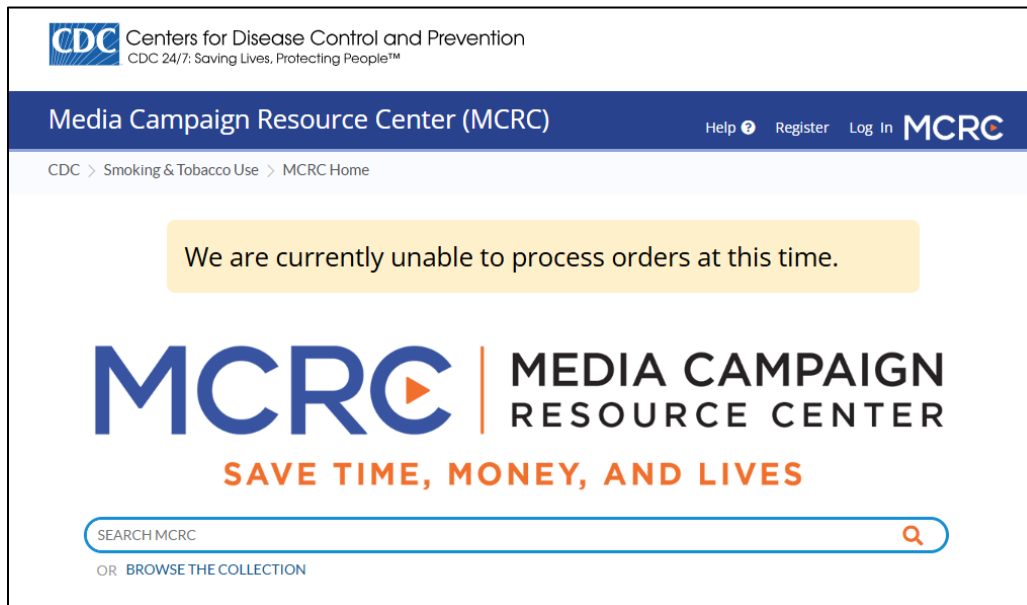 CDC Centers for Disease Control and Prevention
CDC 24/7: Saving Lives, Protecting People™
Media Campaign Resource Center (MCRC)
Help ? Register Log In MCRC
CDC > Smoking & Tobacco Use > MCRC Home
We are currently unable to process orders at this time.
MCRC | MEDIA CAMPAIGN
RESOURCE CENTER
SAVE TIME, MONEY, AND LIVES
SEARCH MCRC
OR BROWSE THE COLLECTION